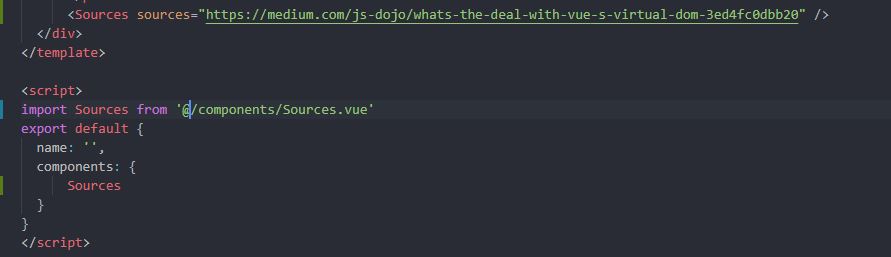 <Sources sources="https://medium.com/js-dojo/whats-the-deal-with-vue-s-virtual-dom-3ed4fc0dbb20" />
</div>
</template>
<script>
import Sources from '@/components/Sources.vue'
export default {
name: '',
components: {
Sources
}
}
</script>